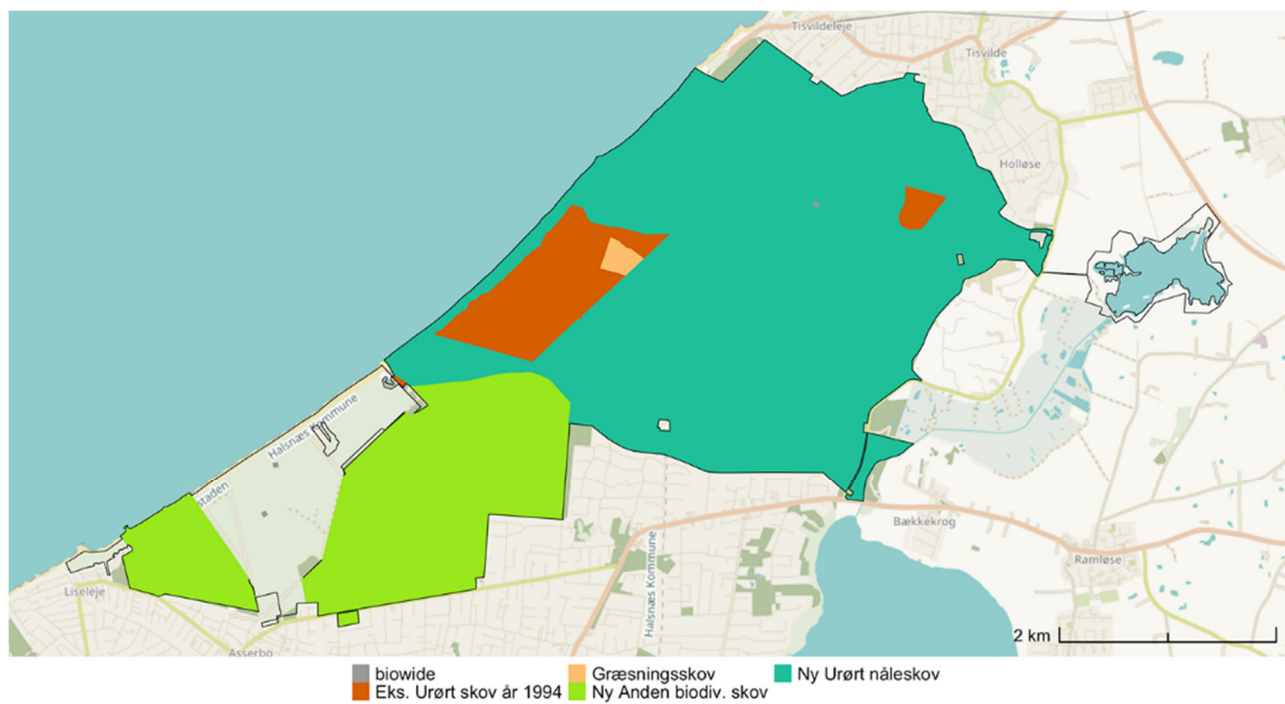 Tisvildeleje
Tisvilde
Holløse
Halsnæs Kommune
staden
Liseleje
Asserbo
Halsnæs Kommune
Bækkekrog
Ramløse
2 km
biowide
Græsningsskov
Ny Urørt nåleskov
Eks. Urørt skov år 1994
Ny Anden biodiv. skov